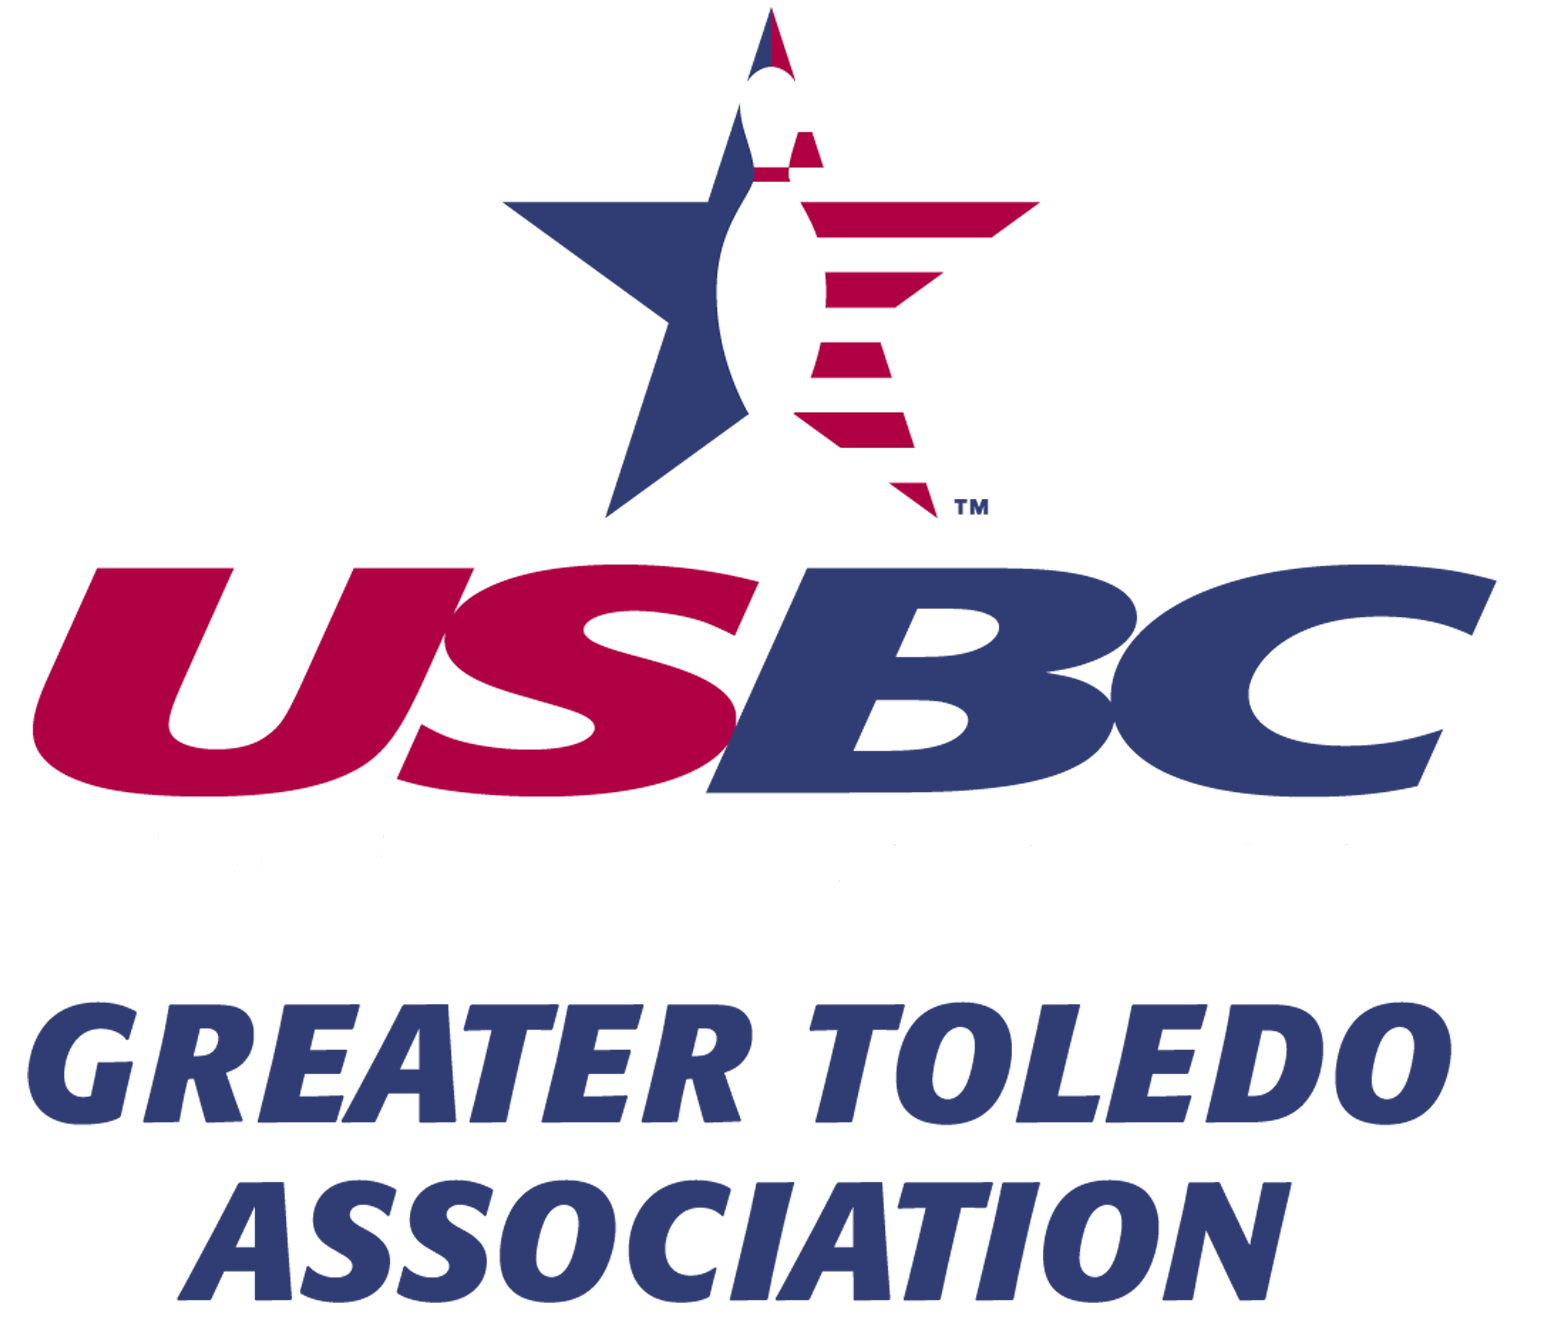 TM
USBC
GREATER TOLEDO
ASSOCIATION